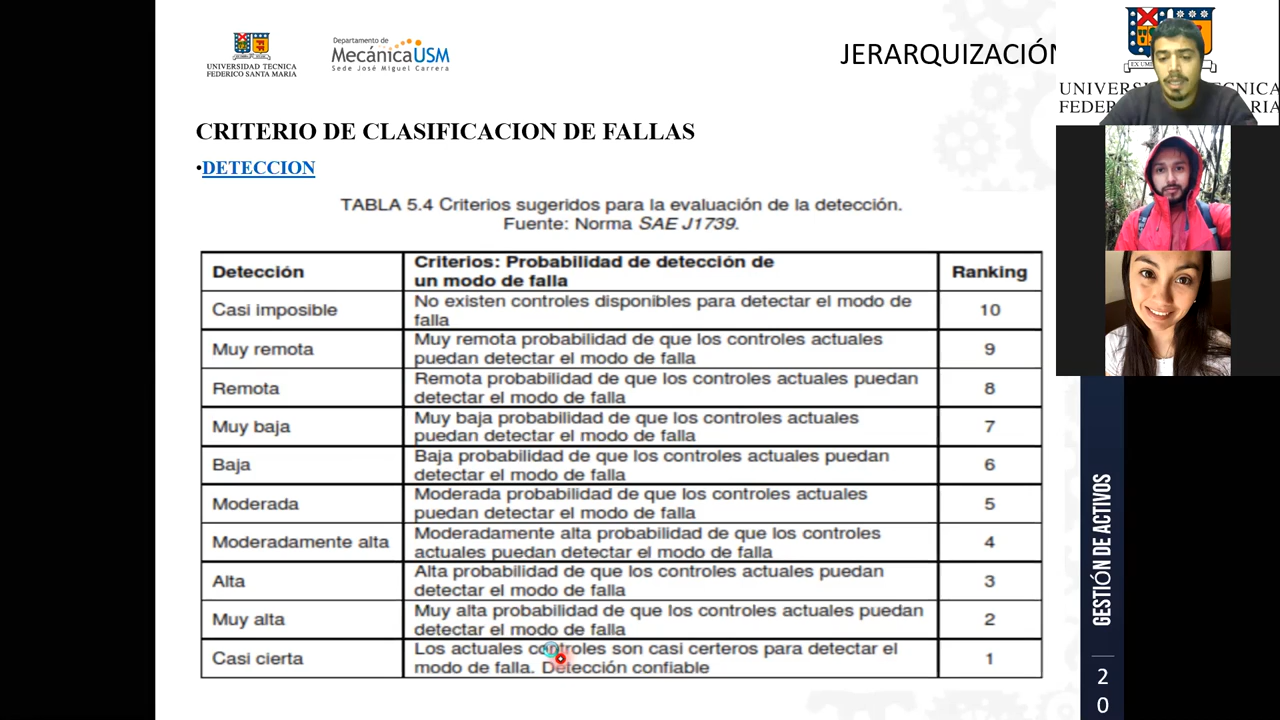 UNIVERSIDAD TECNICA
FEDERICO SANTA MARIA
Departamento de
MecánicaUSM
Sede José Miguel Carrera
JERARQUIZACIÓN
CRITERIO DE CLASIFICACION DE FALLAS
•DETECCION
TABLA 5.4 Criterios sugeridos para la evaluación de la detección.
Fuente: Norma SAE J1739.
Detección
Criterios: Probabilidad de detección de
un modo de falla
Ranking
Casi imposible
No existen controles disponibles para detectar el modo de
falla
10
Muy remota
Muy remota probabilidad de que los controles actuales
puedan detectar el modo de falla
9
Remota
Remota probabilidad de que los controles actuales puedan
detectar el modo de falla
8
Muy baja
Muy baja probabilidad de que los controles actuales
puedan detectar el modo de falla
7
Baja
Baja probabilidad de que los controles actuales puedan
detectar el modo de falla
6
Moderada
Moderada probabilidad de que los controles actuales
puedan detectar el modo de falla
5
Moderadamente alta
Moderadamente alta probabilidad de que los controles
actuales puedan detectar el modo de falla
4
Alta
Alta probabilidad de que los controles actuales puedan
detectar el modo de falla
3
Muy alta
Muy alta probabilidad de que los controles actuales puedan
detectar el modo de falla
2
Casi cierta
Los actuales controles son casi certeros para detectar el
modo de falla. Detección confiable
1
GESTIÓN DE ACTIVOS
2
0